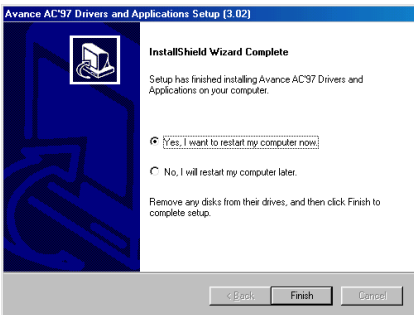 Avance AC'97 Drivers and Applications Setup (3.02)
InstallShield Wizard Complete
Setup has finished installing Avance AC'97 Drivers and
Applications on your computer.
Yes, I want to restart my computer now.
No, I will restart my computer later.
Remove any disks from their drives, and then click Finish to
complete setup.
< Back Finish Cancel